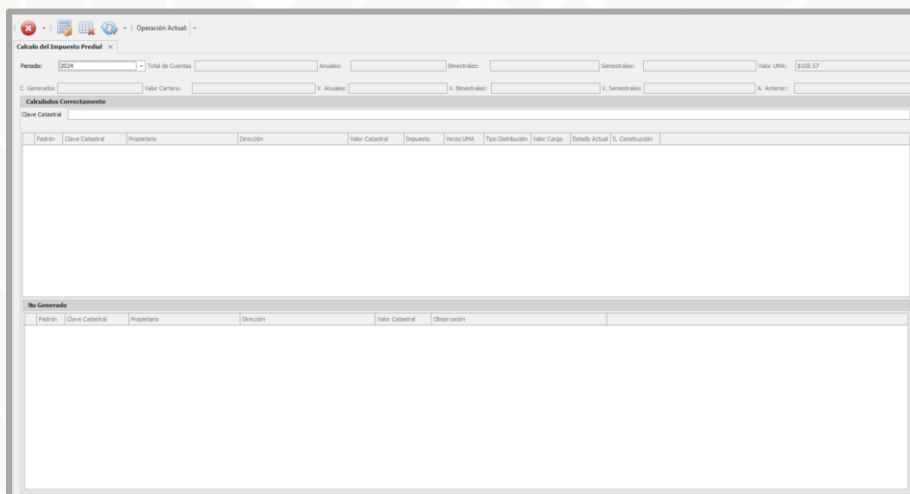 Operación Actual:
Calculo del Impuesto Predial
Periodo: 2024 Total de Cuentas Anuales: Bimestrales: Semestrales: Valor UMA: $108.57
C. Generados Valor Cartera: V. Anuales: V. Bimestrales: V. Semestrales: A. Anterior:
Calculados Correctamente
Clave Catastral
Padrón Clave Catastral Propietario Dirección Valor Catastral Impuesto Veces UMA Tipo Distribución Valor Cargo Estado Actual S. Construcción
No Generado
Padrón Clave Catastral Propietario Dirección Valor Catastral Observación